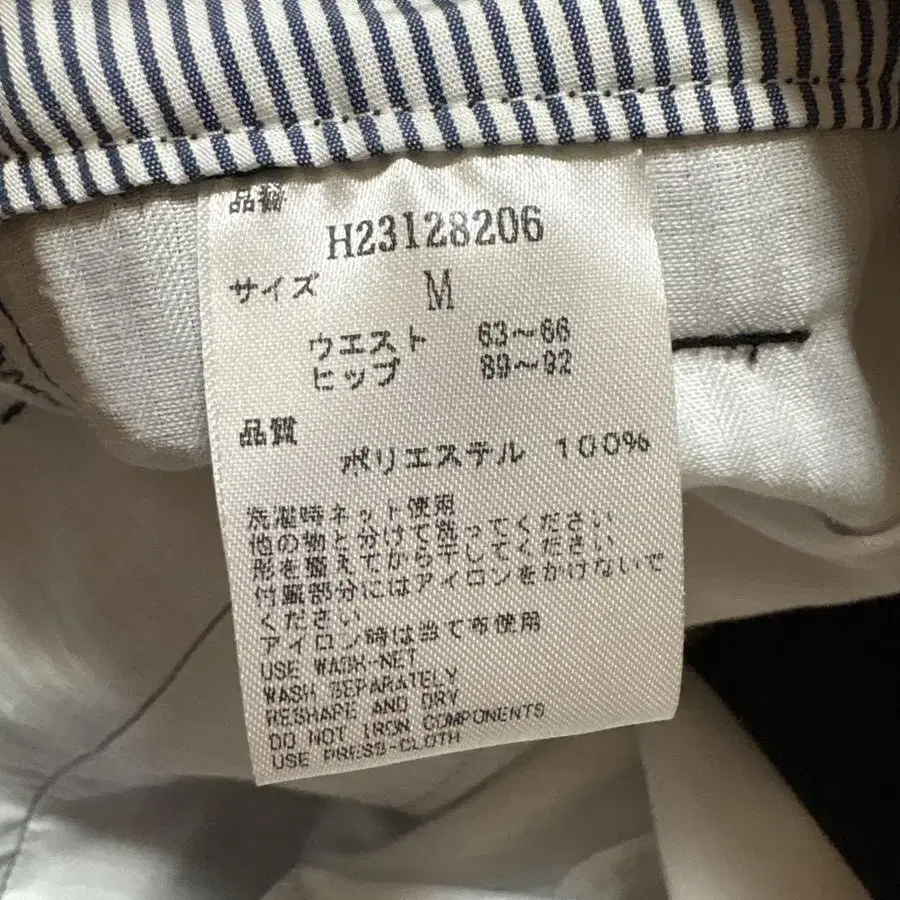 品番
H23128206
サイズ M
ウエスト 63〜66
ヒップ 89〜92
品質
ポリエステル 100%
洗濯時ネット使用
他の物と分けて洗ってください
形を整えてから干してください
付属部分にはアイロンをかけないで
ください
アイロン時は当て布使用
USE WASH-NET
WASH SEPARATELY
RESHAPE AND DRY
DO NOT IRON COMPONENTS
USE PRESS-CLOTH